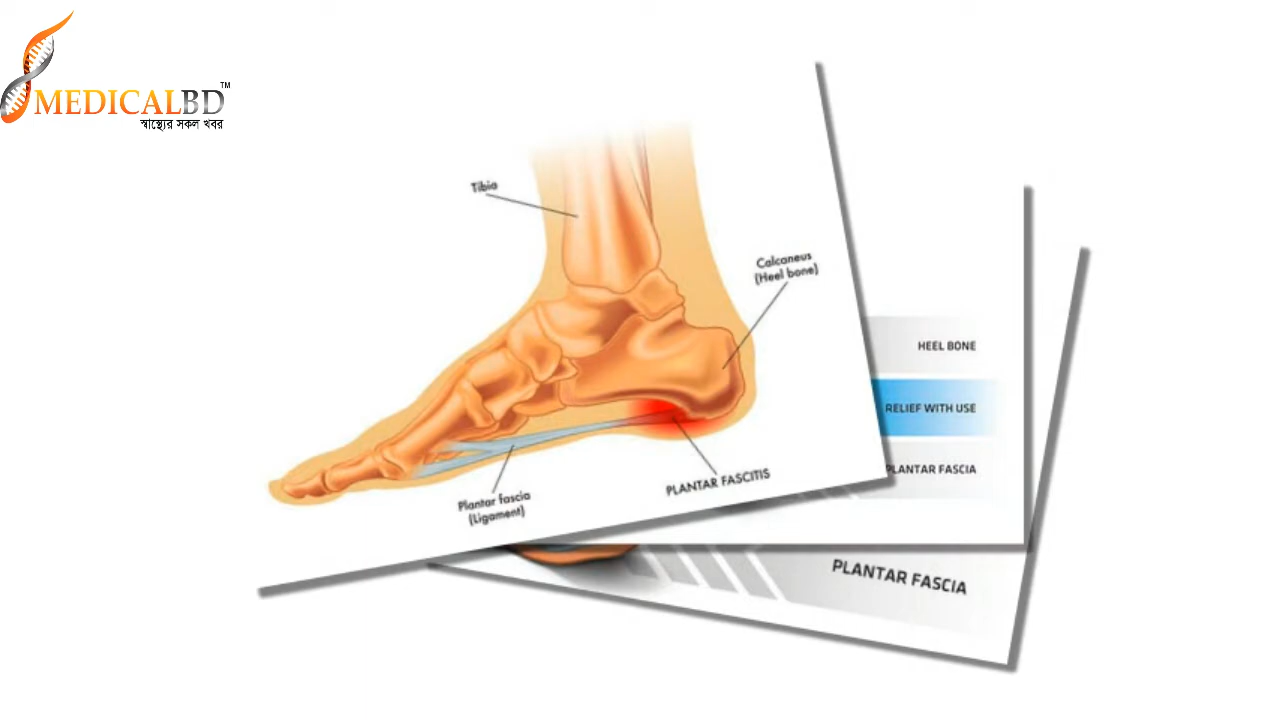 MEDICALBD™
স্বাস্থ্যের সকল খবর
Tibia
Calcaneus
(Heel bone)
HEEL BONE
RELIEF WITH USE
PLANTAR FASCIA
PLANTAR FASCITIS
Plantar fascia
(Ligament)
PLANTAR FASCIA